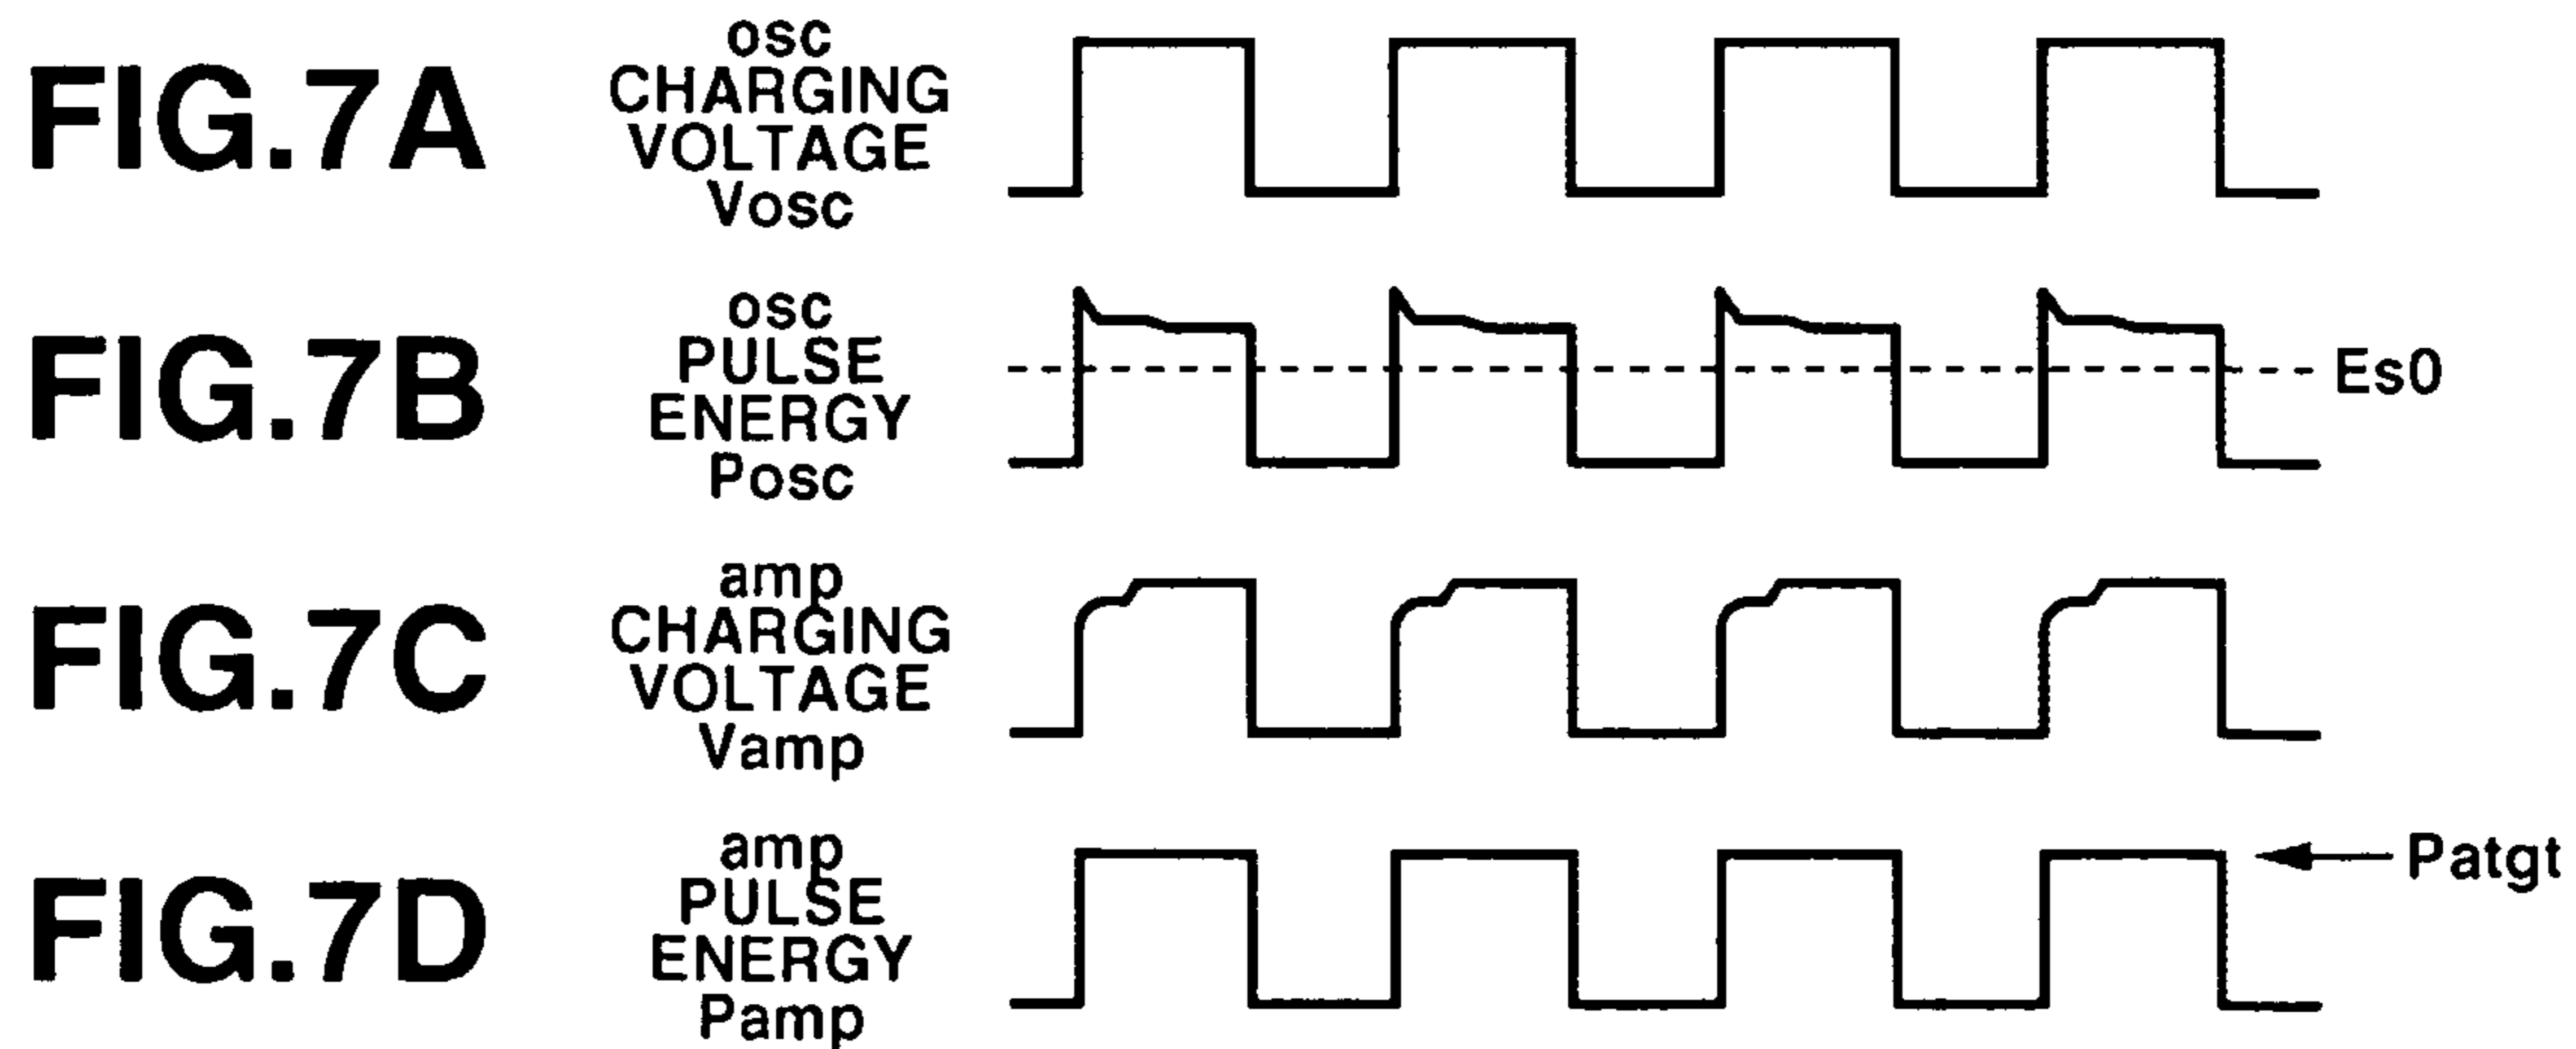 FIG.7A
osc
CHARGING
VOLTAGE
Vosc
FIG.7B
osc
PULSE
ENERGY
Posc
Es0
FIG.7C
amp
CHARGING
VOLTAGE
Vamp
FIG.7D
amp
PULSE
ENERGY
Pamp
Patgt